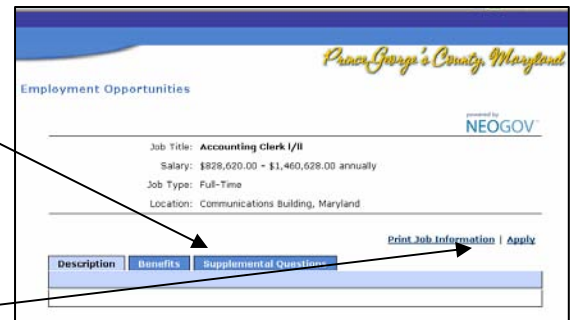 Prince George's County, Maryland
Employment Opportunities
powered by
NEOGOV
Job Title: Accounting Clerk I/II
Salary: $828,620.00 - $1,460,628.00 annually
Job Type: Full-Time
Location: Communications Building, Maryland
Print Job Information | Apply
Description Benefits Supplemental Questions